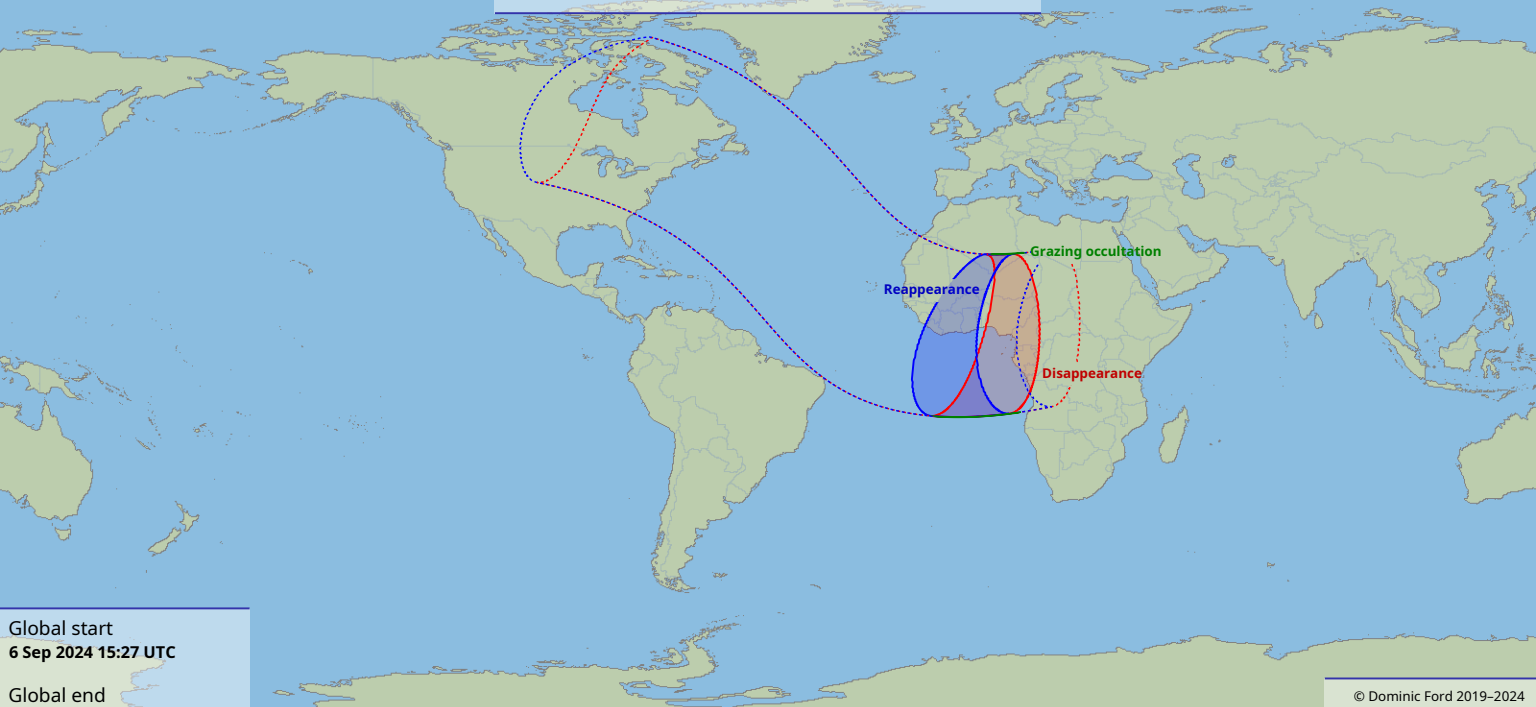 Grazing occultation
Reappearance
Disappearance
Global start
6 Sep 2024 15:27 UTC
Global end
© Dominic Ford 2019–2024